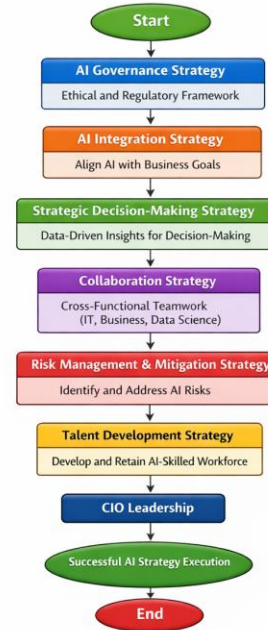 Start
AI Governance Strategy
Ethical and Regulatory Framework
AI Integration Strategy
Align AI with Business Goals
Strategic Decision-Making Strategy
Data-Driven Insights for Decision-Making
Collaboration Strategy
Cross-Functional Teamwork
(IT, Business, Data Science)
Risk Management & Mitigation Strategy
Identify and Address AI Risks
Talent Development Strategy
Develop and Retain AI-Skilled Workforce
CIO Leadership
Successful AI Strategy Execution
End